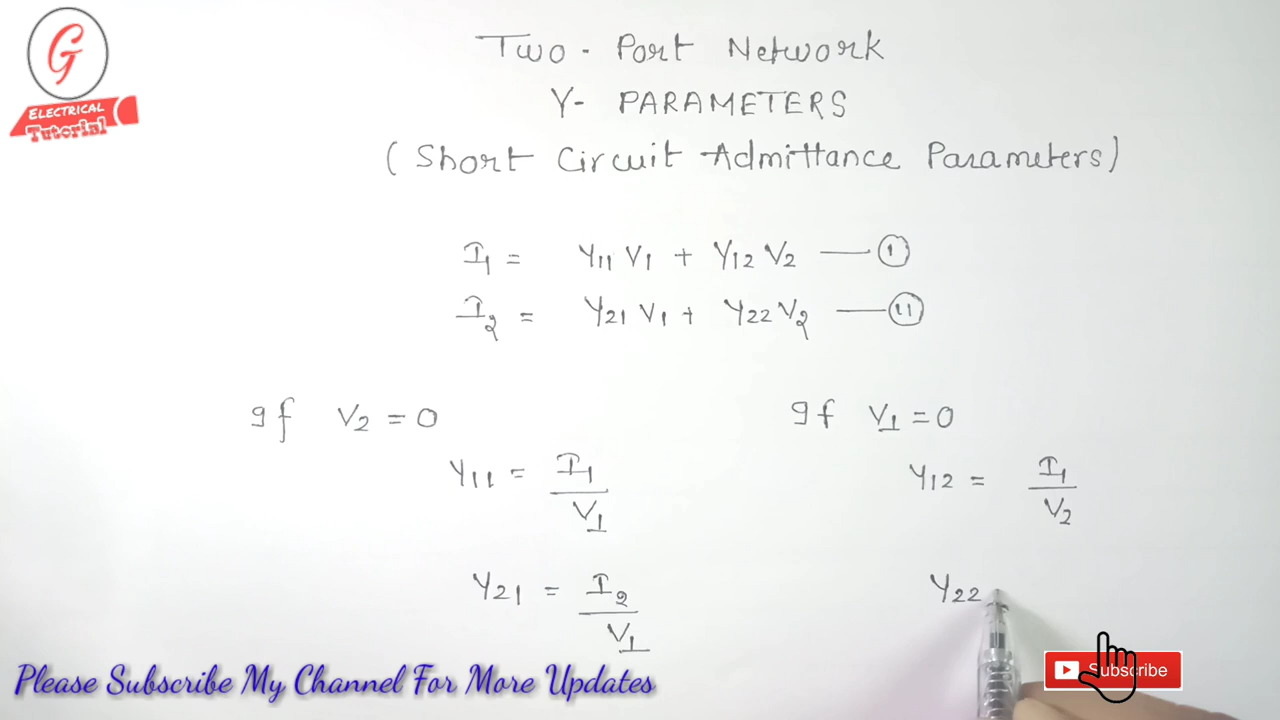 G
ELECTRICAL
Tutorial
Two - Port Network
Y- PARAMETERS
(Short Circuit Admittance Parameters)
I1 = Y11 V1 + Y12 V2 — (I)
I2 = Y21 V1 + Y22 V2 — (II)
If V2 = 0
Y11 = I1 / V1
Y21 = I2 / V1
If V1 = 0
Y12 = I1 / V2
Y22
Please Subscribe My Channel For More Updates
Subscribe